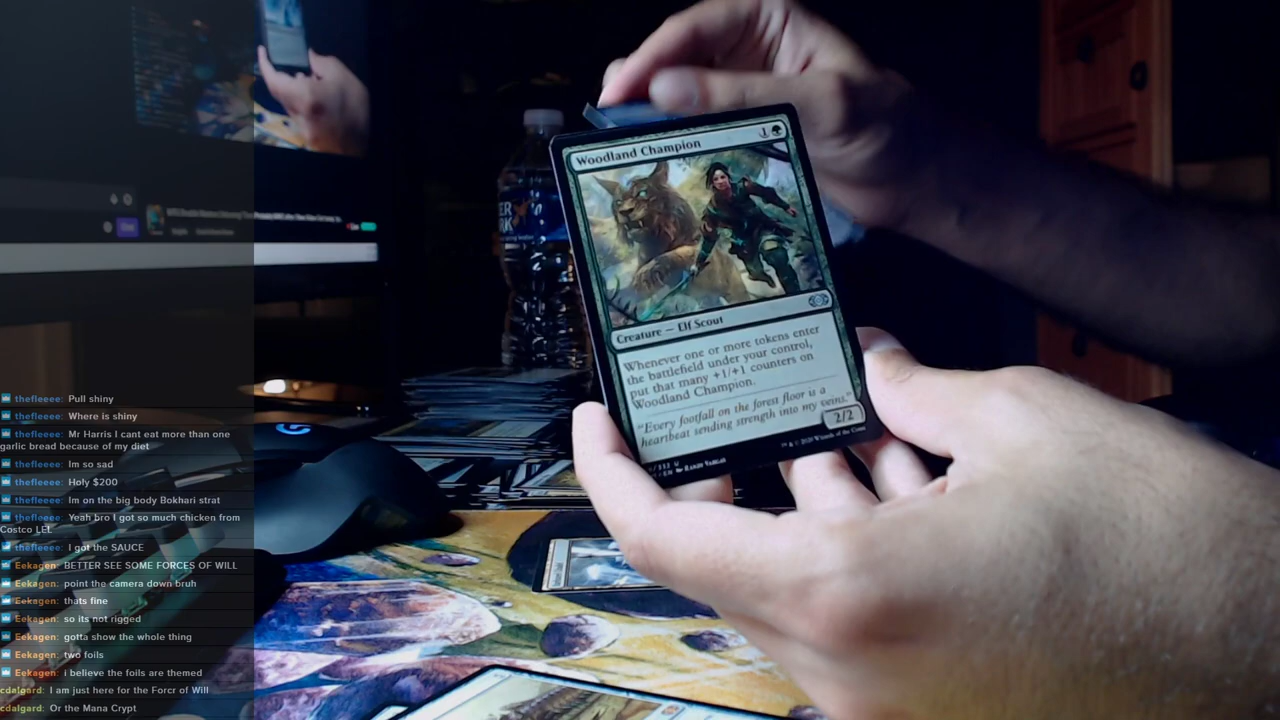 thefleeee: Pull shiny
thefleeee: Where is shiny
thefleeee: Mr Harris I cant eat more than one
garlic bread because of my diet
thefleeee: Im so sad
thefleeee: Holy $200
thefleeee: Im on the big body Bokhari strat
thefleeee: Yeah bro I got so much chicken from
Costco LEL
thefleeee: I got the SAUCE
Eekagen: BETTER SEE SOME FORCES OF WILL
Eekagen: point the camera down bruh
Eekagen: thats fine
Eekagen: so its not rigged
Eekagen: gotta show the whole thing
Eekagen: two foils
Eekagen: i believe the foils are themed
cdalgard: I am just here for the Forcr of Will
cdalgard: Or the Mana Crypt
Woodland Champion
1
Creature — Elf Scout
Whenever one or more tokens enter
the battlefield under your control,
put that many +1/+1 counters on
Woodland Champion.
"Every footfall on the forest floor is a
heartbeat sending strength into my veins."
2/2